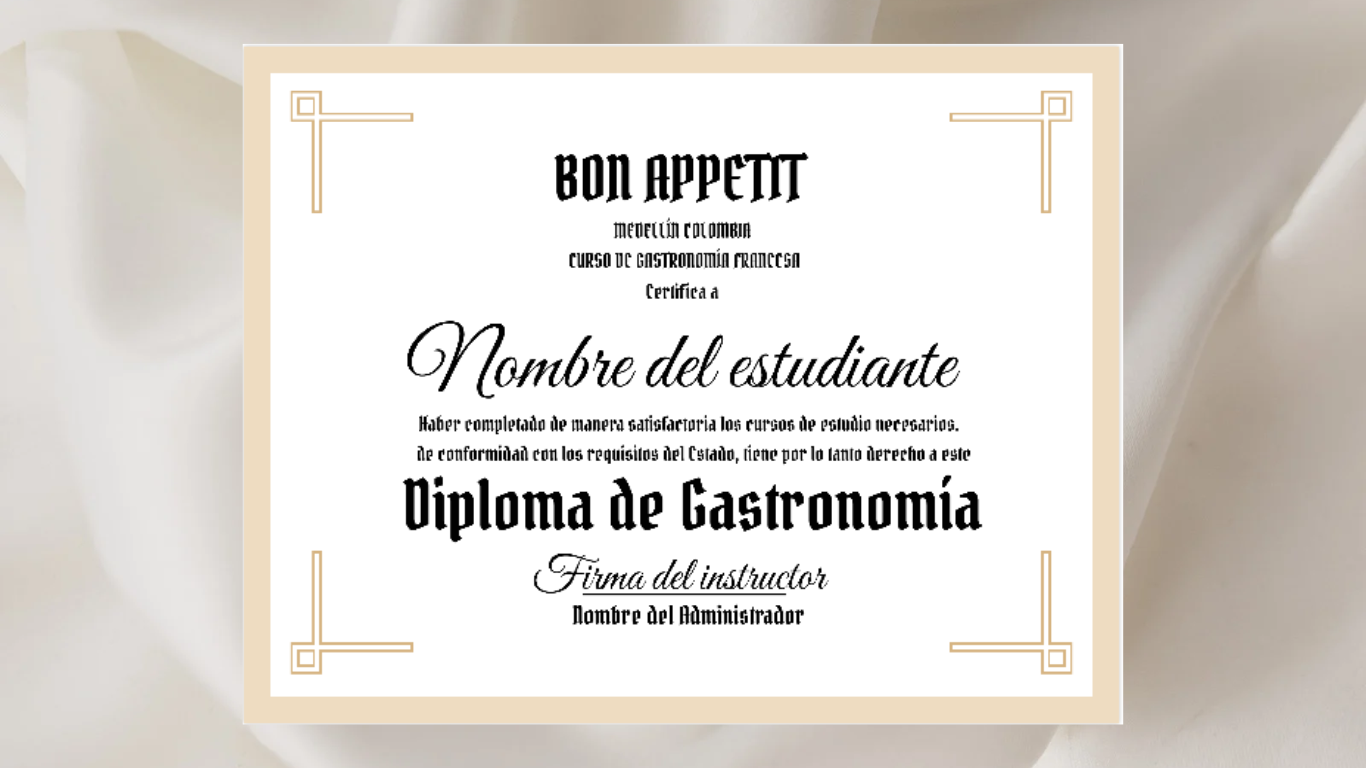 BON APPETIT
MEDELLÍN COLOMBIA
CURSO DE GASTRONOMÍA FRANCESA
Certifica a
Nombre del estudiante
Haber completado de manera satisfactoria los cursos de estudio necesarios.
de conformidad con los requisitos del Estado, tiene por lo tanto derecho a este
Diploma de Gastronomía
Firma del instructor
Nombre del Administrador